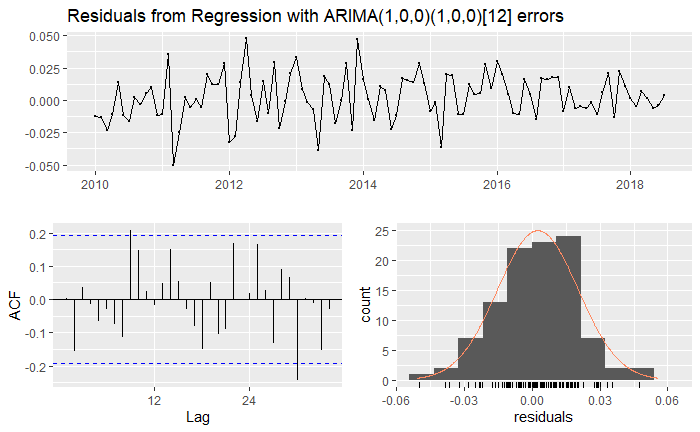 Residuals from Regression with ARIMA(1,0,0)(1,0,0)[12] errors
0.050
0.025
0.000
-0.025
-0.050
2010 2012 2014 2016 2018
0.2
0.1
0.0
-0.1
-0.2
ACF
12 24
Lag
25
20
15
10
5
0
count
-0.06 -0.03 0.00 0.03 0.06
residuals